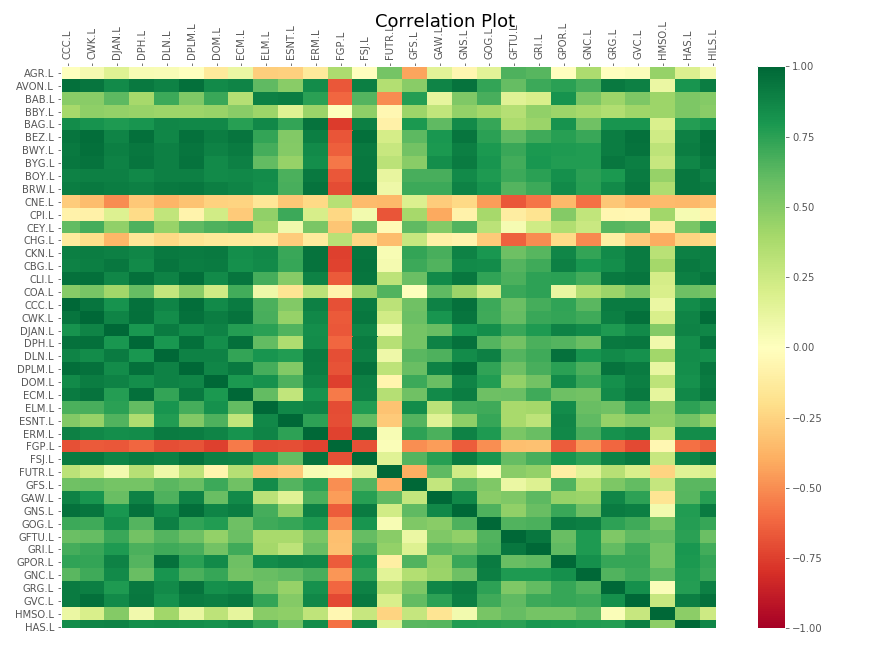 Correlation Plot
CCC.L CWK.L DJAN.L DPH.L DLN.L DPLM.L DOM.L ECM.L ELM.L ESNT.L ERM.L FGP.L FSJ.L FUTR.L GFS.L GAW.L GNS.L GOG.L GFTU.L GRI.L GPOR.L GNC.L GRG.L GVC.L HMSO.L HAS.L HILS.L
AGR.L
AVON.L
BAB.L
BBY.L
BAG.L
BEZ.L
BWY.L
BYG.L
BOY.L
BRW.L
CNE.L
CPI.L
CEY.L
CHG.L
CKN.L
CBG.L
CLI.L
COA.L
CCC.L
CWK.L
DJAN.L
DPH.L
DLN.L
DPLM.L
DOM.L
ECM.L
ELM.L
ESNT.L
ERM.L
FGP.L
FSJ.L
FUTR.L
GFS.L
GAW.L
GNS.L
GOG.L
GFTU.L
GRI.L
GPOR.L
GNC.L
GRG.L
GVC.L
HMSO.L
HAS.L
1.00
0.75
0.50
0.25
0.00
−0.25
−0.50
−0.75
−1.00